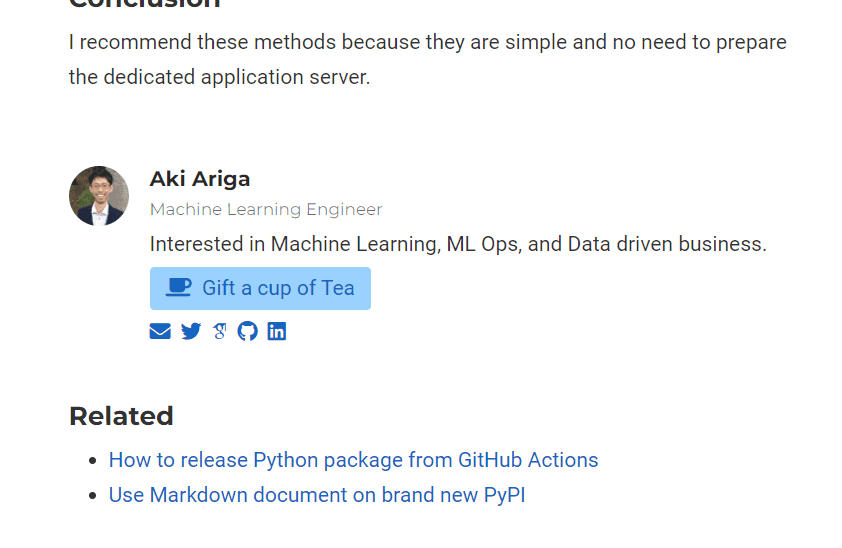 Conclusion
I recommend these methods because they are simple and no need to prepare
the dedicated application server.
Aki Ariga
Machine Learning Engineer
Interested in Machine Learning, ML Ops, and Data driven business.
Gift a cup of Tea
Related
How to release Python package from GitHub Actions
Use Markdown document on brand new PyPI